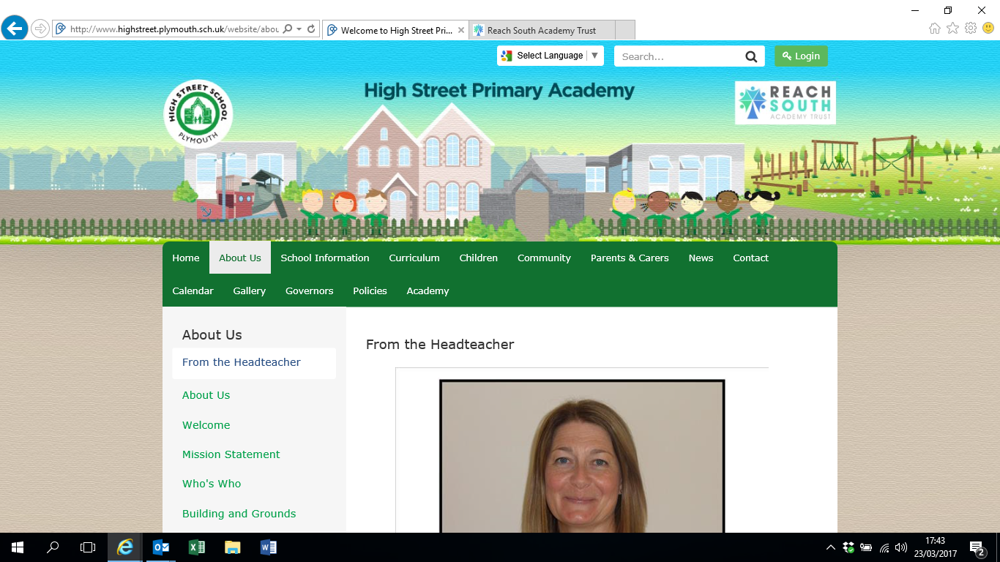 http://www.highstreet.plymouth.sch.uk/website/abou
Welcome to High Street Pri...
Reach South Academy Trust
Select Language
Search...
Login
HIGH STREET SCHOOL
PLYMOUTH
High Street Primary Academy
REACH
SOUTH
ACADEMY TRUST
Home About Us School Information Curriculum Children Community Parents & Carers News Contact
Calendar Gallery Governors Policies Academy
About Us
From the Headteacher
About Us
Welcome
Mission Statement
Who's Who
Building and Grounds
From the Headteacher
17:43
23/03/2017
2